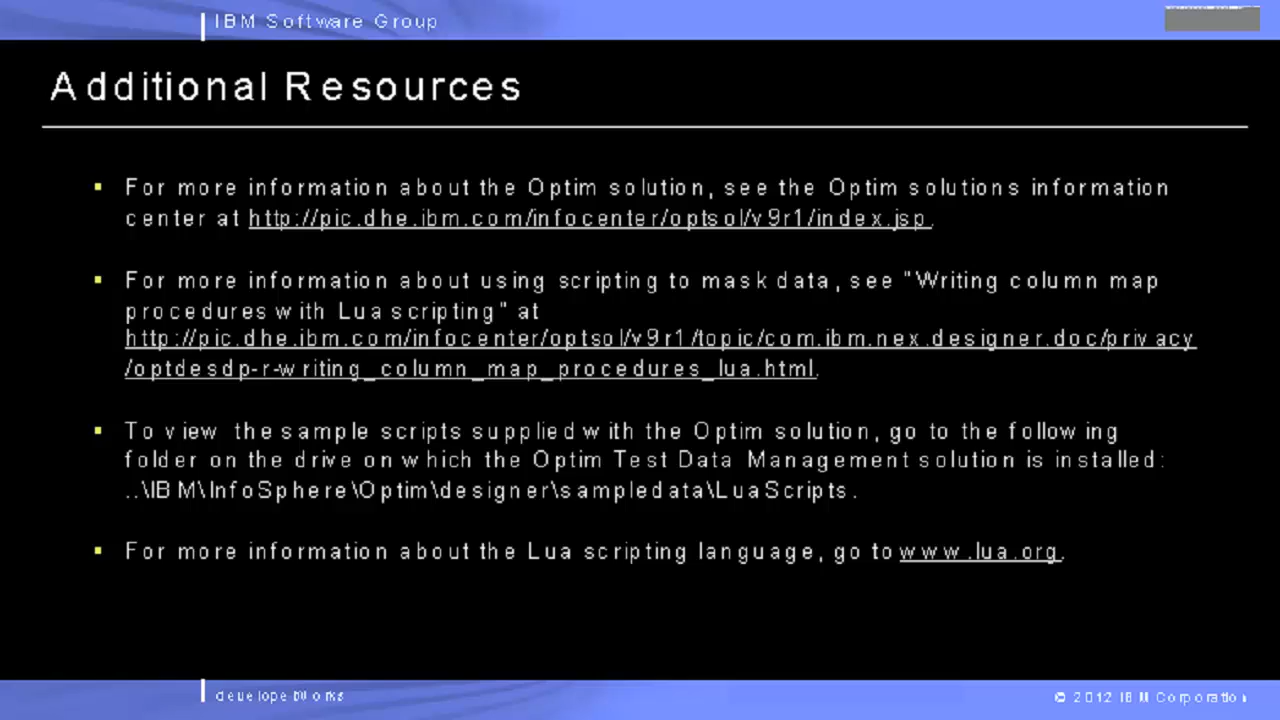 IBM Software Group
Additional Resources
▪ For more information about the Optim solution, see the Optim solutions information
center at http://pic.dhe.ibm.com/infocenter/optsol/v9r1/index.jsp.
▪ For more information about using scripting to mask data, see "Writing column map
procedures with Lua scripting" at
http://pic.dhe.ibm.com/infocenter/optsol/v9r1/topic/com.ibm.nex.designer.doc/privacy
/optdesdp-r-writing_column_map_procedures_lua.html.
▪ To view the sample scripts supplied with the Optim solution, go to the following
folder on the drive on which the Optim Test Data Management solution is installed:
..\IBM\InfoSphere\Optim\designer\sampledata\LuaScripts.
▪ For more information about the Lua scripting language, go to www.lua.org.
developerWorks
© 2012 IBM Corporation